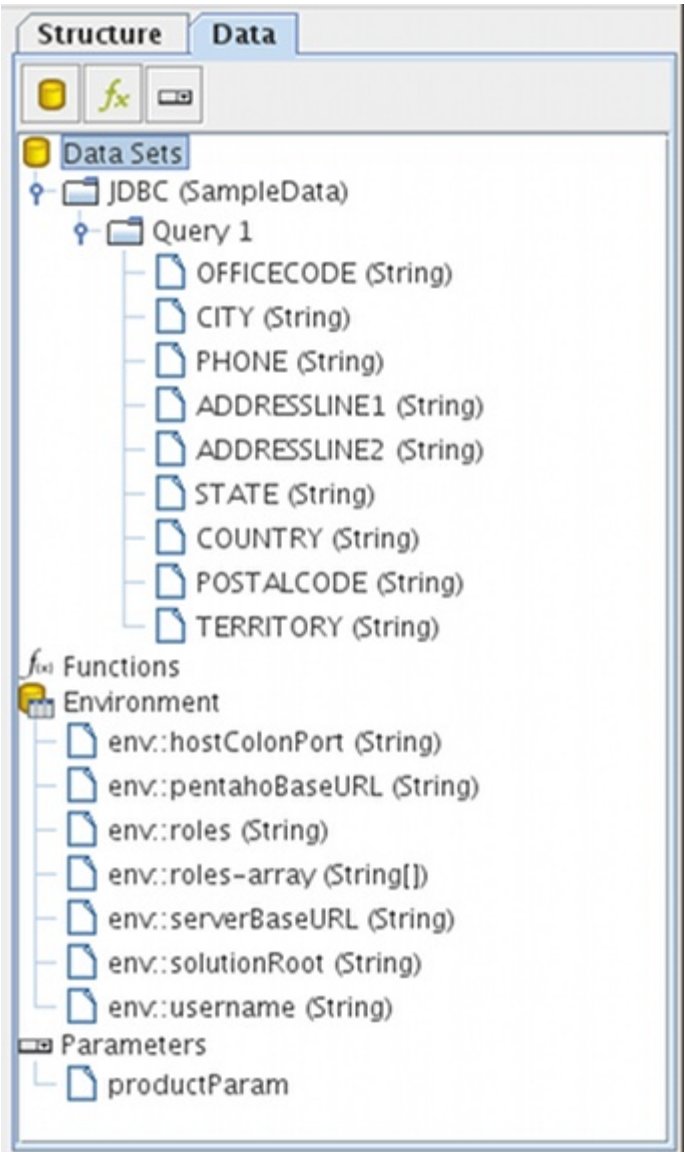 Structure Data
fx
Data Sets
JDBC (SampleData)
Query 1
OFFICECODE (String)
CITY (String)
PHONE (String)
ADDRESSLINE1 (String)
ADDRESSLINE2 (String)
STATE (String)
COUNTRY (String)
POSTALCODE (String)
TERRITORY (String)
f(x) Functions
Environment
env::hostColonPort (String)
env::pentahoBaseURL (String)
env::roles (String)
env::roles-array (String[])
env::serverBaseURL (String)
env::solutionRoot (String)
env::username (String)
Parameters
productParam